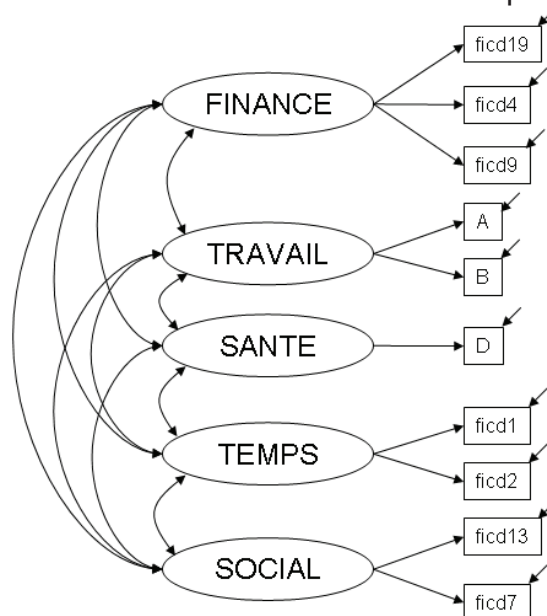 ficd19
FINANCE
ficd4
ficd9
A
TRAVAIL
B
SANTE
D
ficd1
TEMPS
ficd2
ficd13
SOCIAL
ficd7